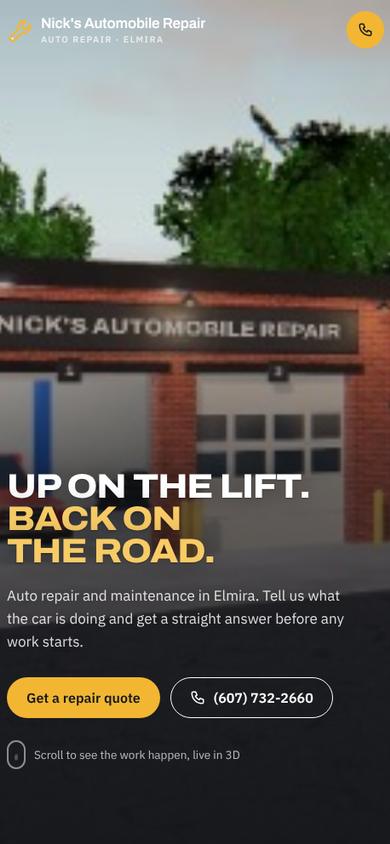 Nick's Automobile Repair
AUTO REPAIR · ELMIRA
NICK'S AUTOMOBILE REPAIR
1
UP ON THE LIFT.
BACK ON
THE ROAD.
Auto repair and maintenance in Elmira. Tell us what
the car is doing and get a straight answer before any
work starts.
Get a repair quote
(607) 732-2660
Scroll to see the work happen, live in 3D